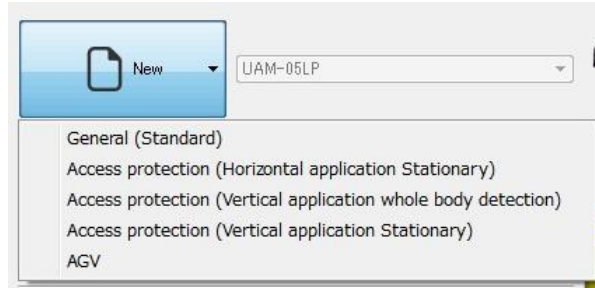 New
UAM-05LP
General (Standard)
Access protection (Horizontal application Stationary)
Access protection (Vertical application whole body detection)
Access protection (Vertical application Stationary)
AGV